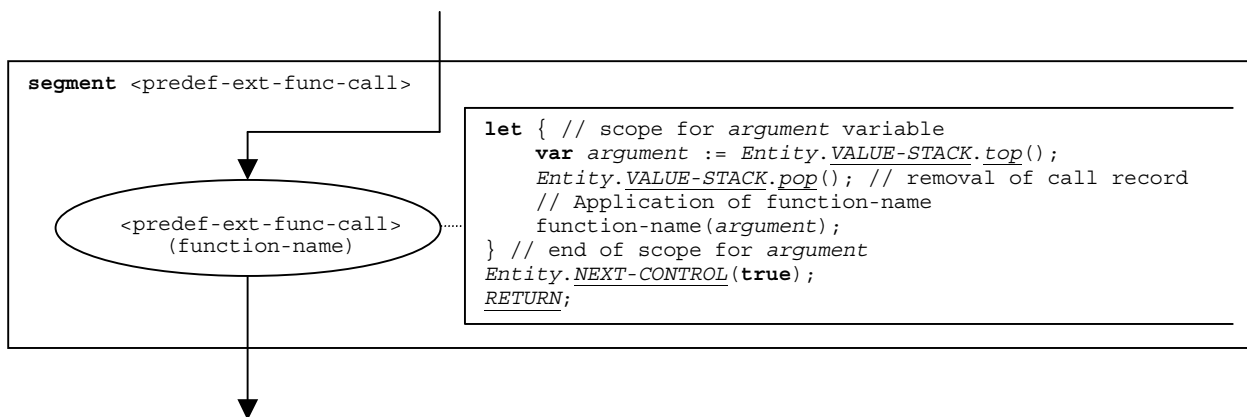 segment <predef-ext-func-call>
let { // scope for argument variable
var argument := Entity.VALUE-STACK.top();
Entity.VALUE-STACK.pop(); // removal of call record
// Application of function-name
function-name(argument);
} // end of scope for argument
Entity.NEXT-CONTROL(true);
RETURN;
<predef-ext-func-call>
(function-name)